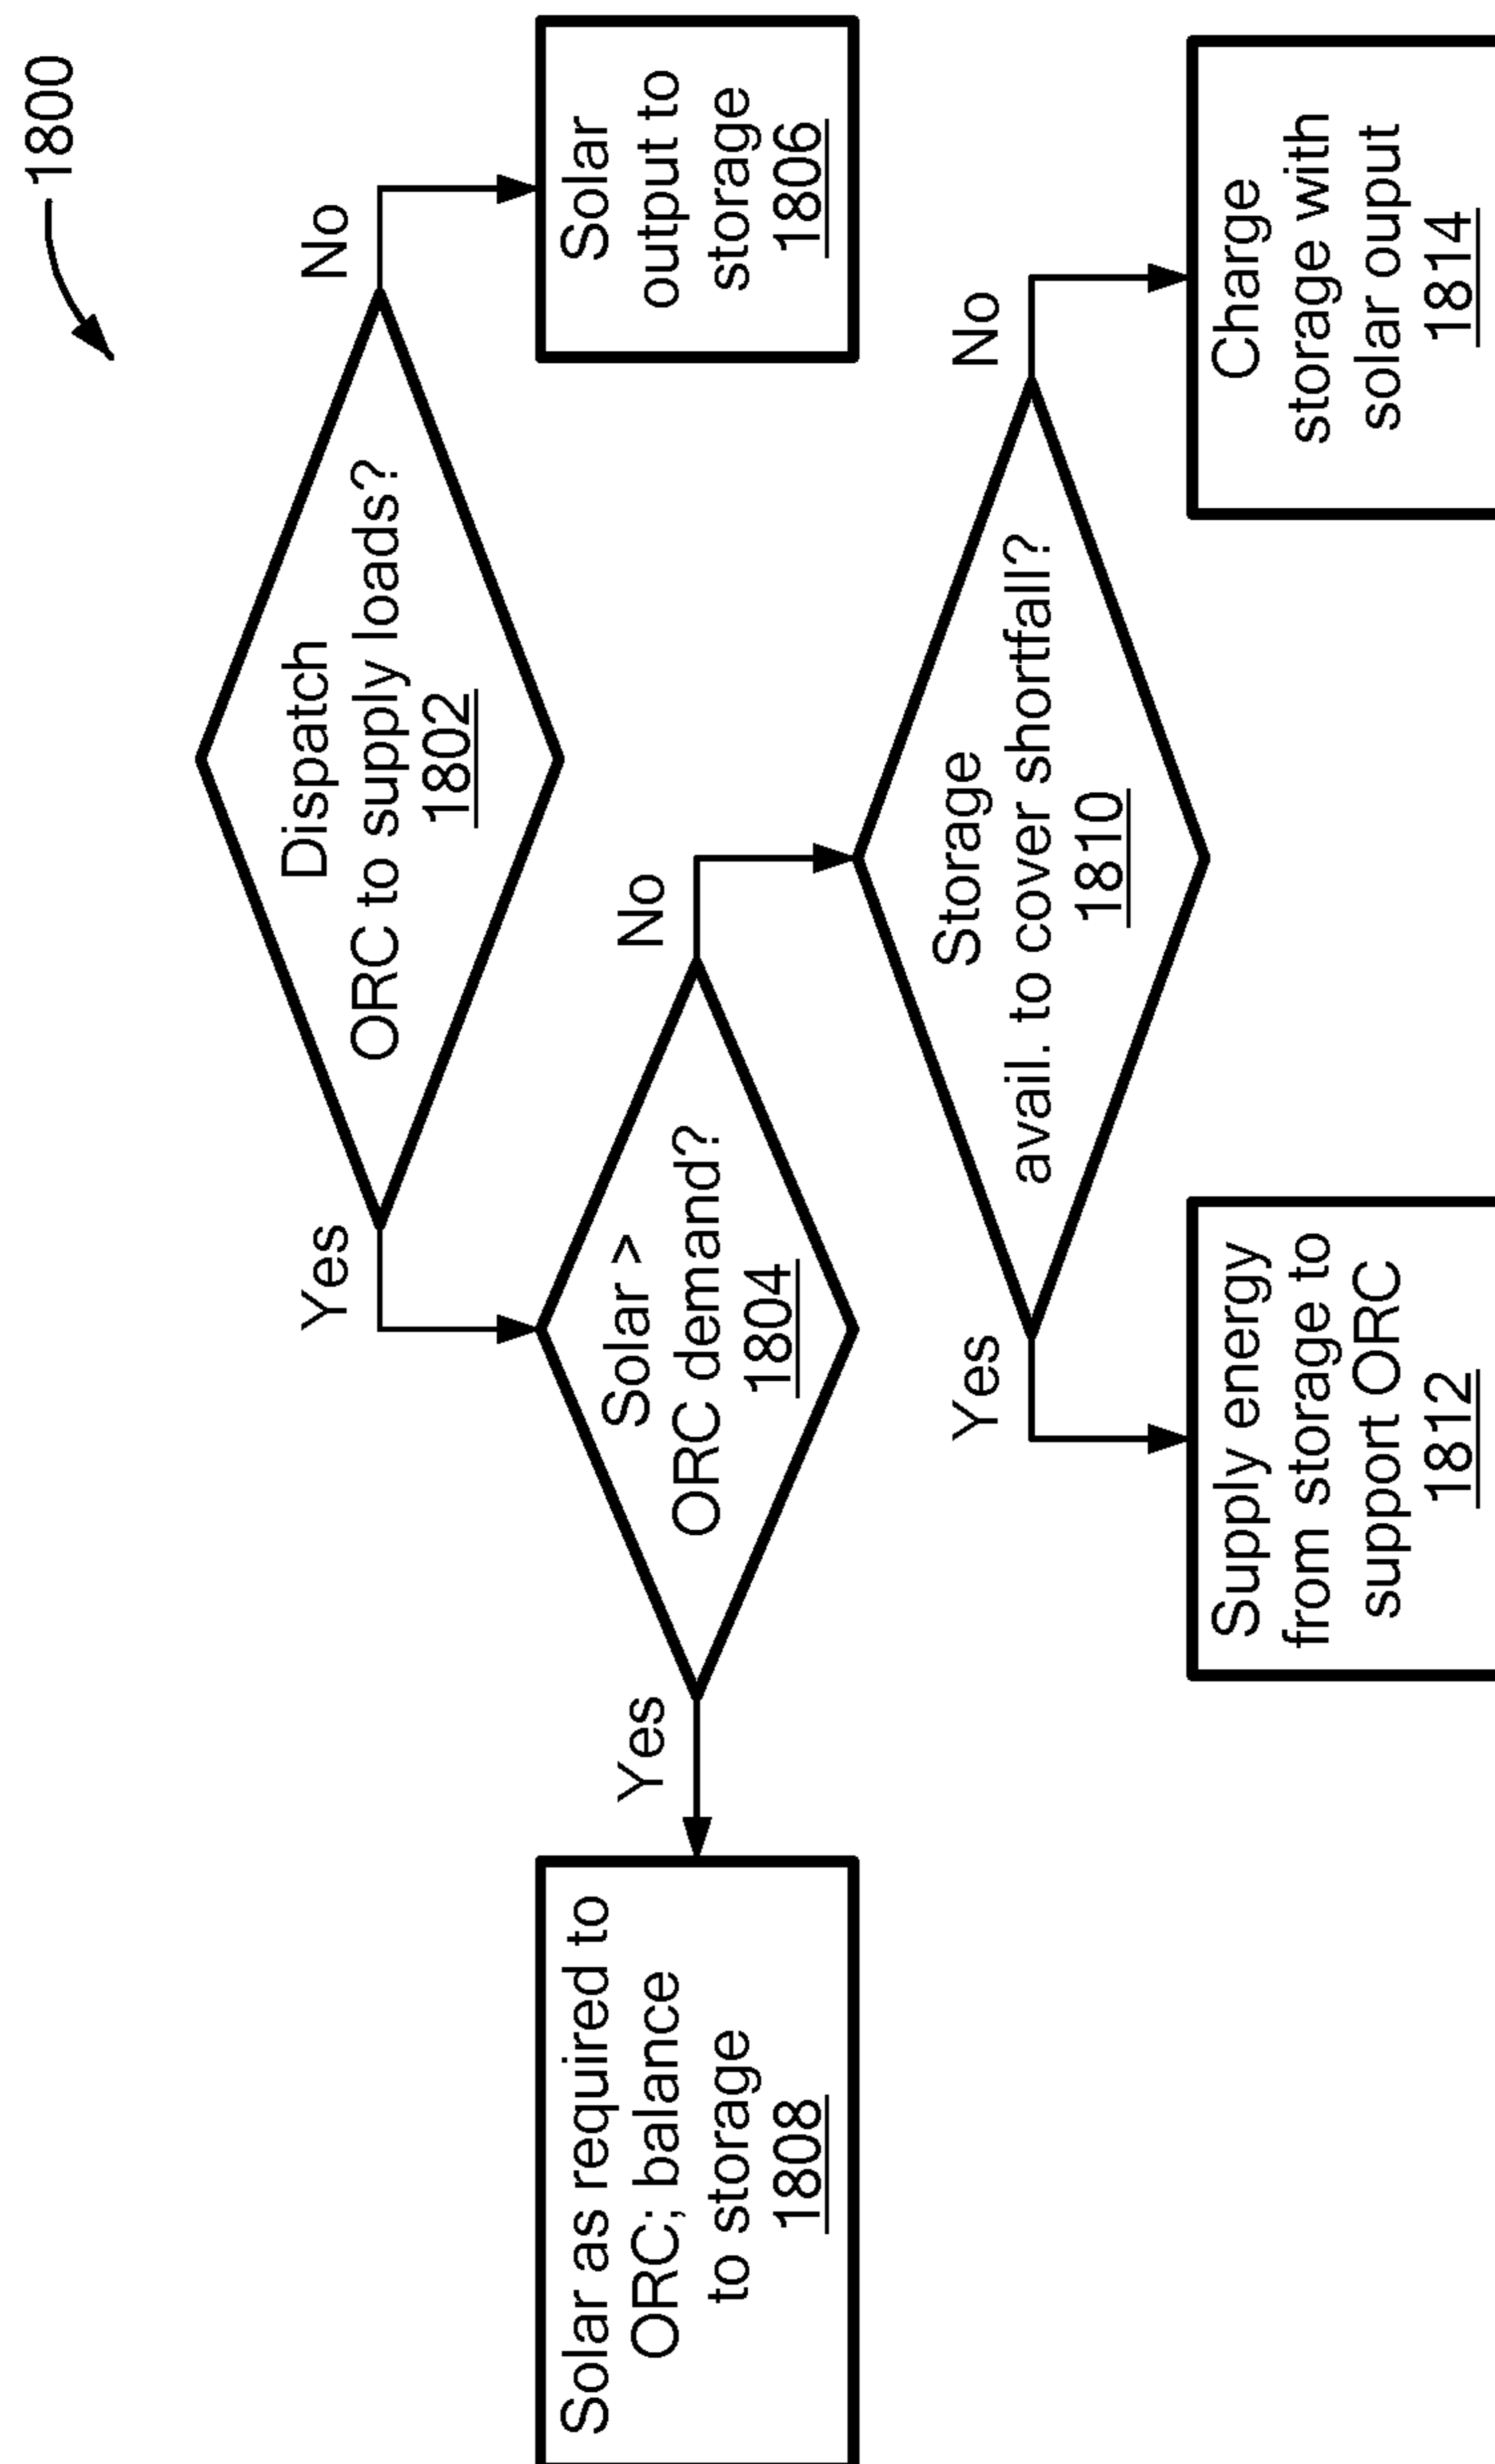 1800
Dispatch
ORC to supply loads?
1802
Yes
No
Solar >
ORC demand?
1804
Solar
output to
storage
1806
Yes
No
Solar as required to
ORC; balance
to storage
1808
Storage
avail. to cover shortfall?
1810
Yes
No
Supply energy
from storage to
support ORC
1812
Charge
storage with
solar ouput
1814